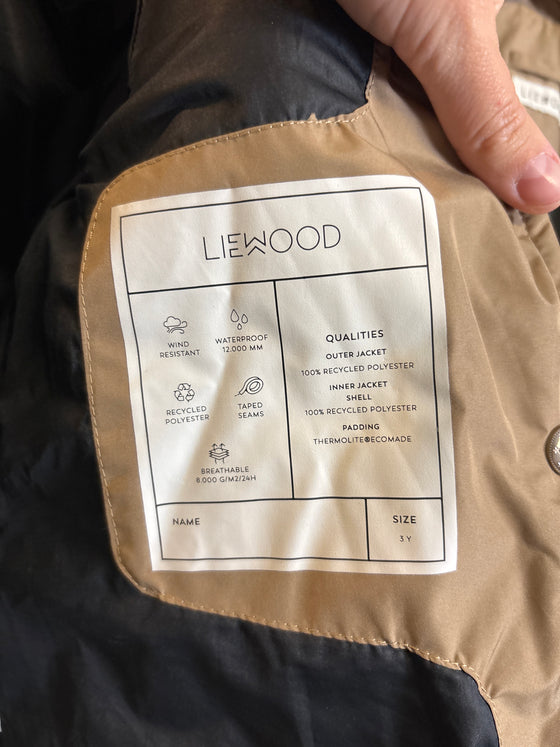 LIEWOOD
WIND
RESISTANT
WATERPROOF
12.000 MM
RECYCLED
POLYESTER
TAPED
SEAMS
BREATHABLE
8.000 G/M2/24H
QUALITIES
OUTER JACKET
100% RECYCLED POLYESTER
INNER JACKET
SHELL
100% RECYCLED POLYESTER
PADDING
THERMOLITE®ECOMADE
NAME
SIZE
3 Y